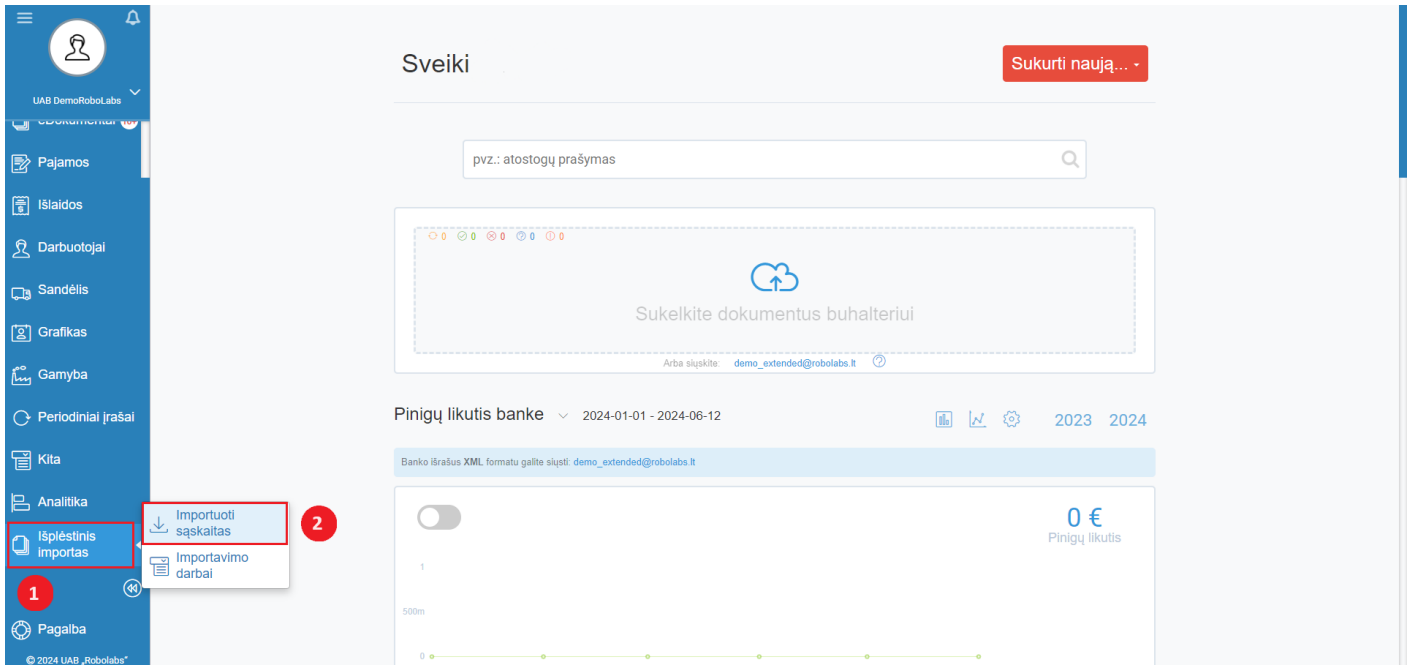 UAB DemoRoboLabs
eDokumentai
Pajamos
Išlaidos
Darbuotojai
Sandėlis
Grafikas
Gamyba
Periodiniai įrašai
Kita
Analitika
Išplėstinis
importas
1
Importuoti
sąskaitas
2
Importavimo
darbai
Pagalba
© 2024 UAB „Robolabs"
Sveiki
Sukurti naują...
pvz.: atostogų prašymas
0 0 0 0 0
Sukelkite dokumentus buhalteriui
Arba siųskite: demo_extended@robolabs.lt
Pinigų likutis banke 2024-01-01 - 2024-06-12 2023 2024
Banko išrašus XML formatu galite siųsti: demo_extended@robolabs.lt
0 €
Pinigų likutis
1
500m
0